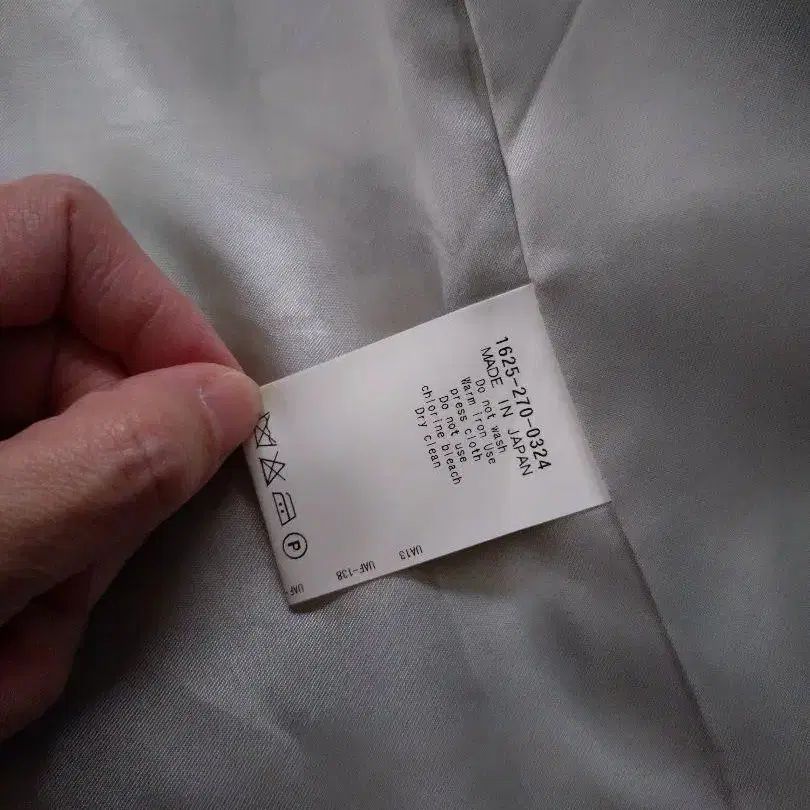 1625-270-0324
MADE IN JAPAN
Do not wash
Warm iron Use
press cloth
Do not use
chlorine bleach
Dry clean
P
UA13
UAF-138
UAF-